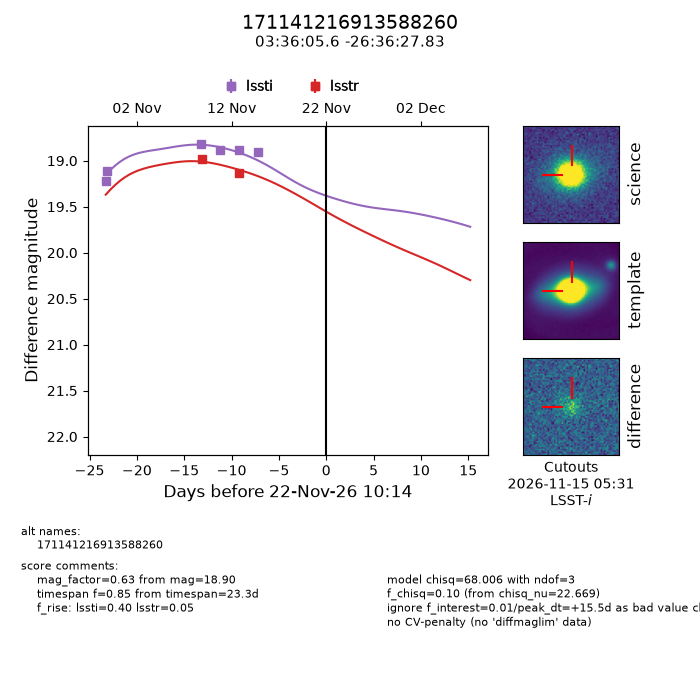 171141216913588260
03:36:05.6 -26:36:27.83
lssti lsstr
02 Nov 12 Nov 22 Nov 02 Dec
19.0
19.5
20.0
20.5
21.0
21.5
22.0
Difference magnitude
−25 −20 −15 −10 −5 0 5 10 15
Days before 22-Nov-26 10:14
science
template
difference
Cutouts
2026-11-15 05:31
LSST-i
alt names:
171141216913588260
score comments:
mag_factor=0.63 from mag=18.90
timespan f=0.85 from timespan=23.3d
f_rise: lssti=0.40 lsstr=0.05
model chisq=68.006 with ndof=3
f_chisq=0.10 (from chisq_nu=22.669)
ignore f_interest=0.01/peak_dt=+15.5d as bad value
no CV-penalty (no 'diffmaglim' data)